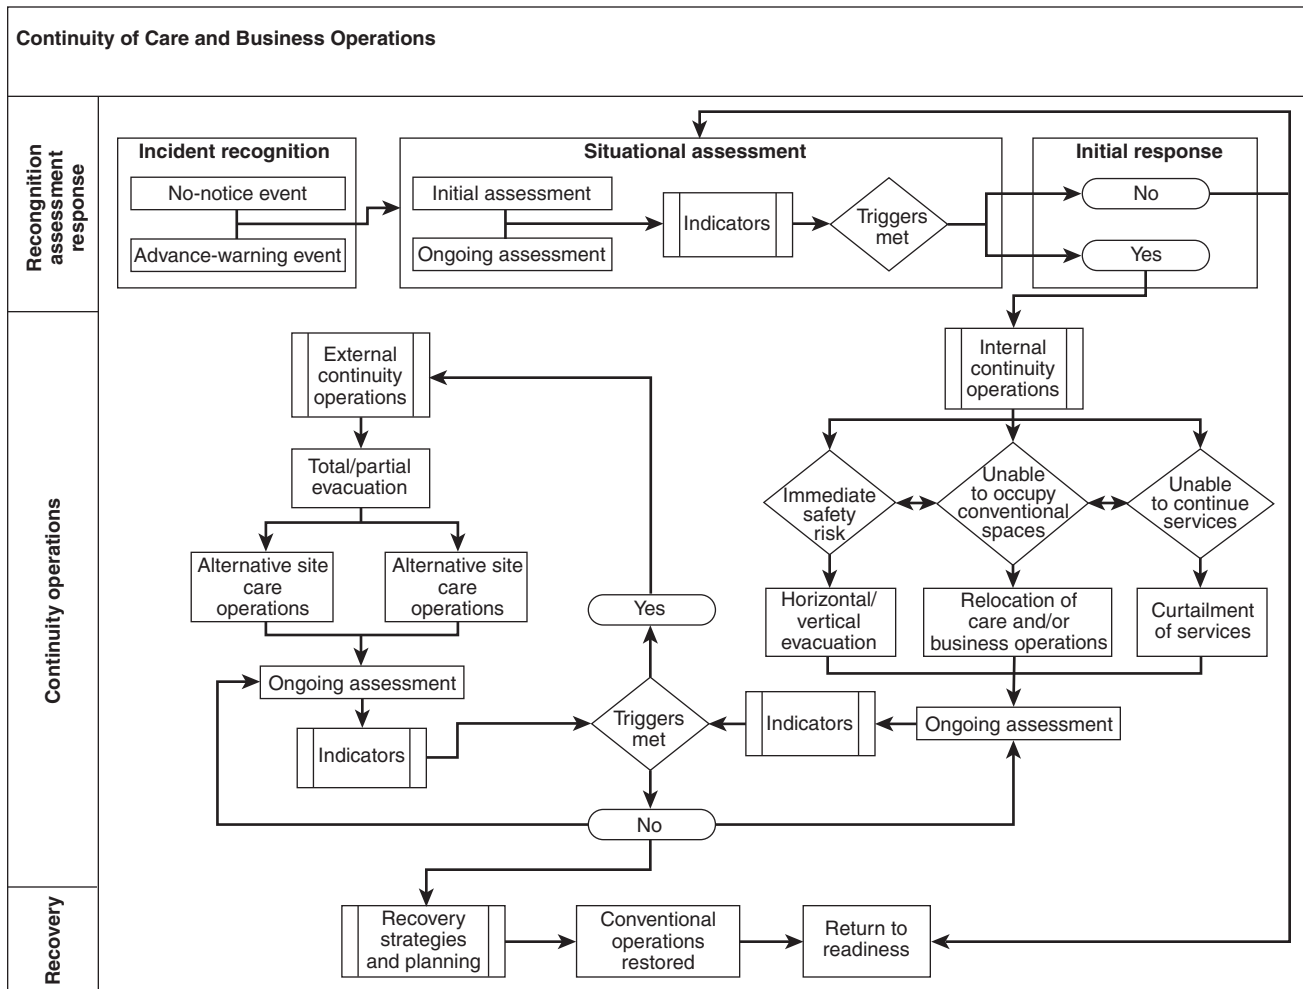 Continuity of Care and Business Operations
Recongnition
assessment
response
Incident recognition
No-notice event
Advance-warning event
Situational assessment
Initial assessment
Ongoing assessment
Indicators
Triggers
met
Initial response
No
Yes
Continuity operations
External
continuity
operations
Total/partial
evacuation
Alternative site
care
operations
Alternative site
care
operations
Ongoing assessment
Indicators
Internal
continuity
operations
Immediate
safety
risk
Unable
to occupy
conventional
spaces
Unable
to continue
services
Horizontal/
vertical
evacuation
Relocation of
care and/or
business operations
Curtailment
of services
Ongoing assessment
Indicators
Triggers
met
Yes
No
Recovery
Recovery
strategies
and planning
Conventional
operations
restored
Return to
readiness